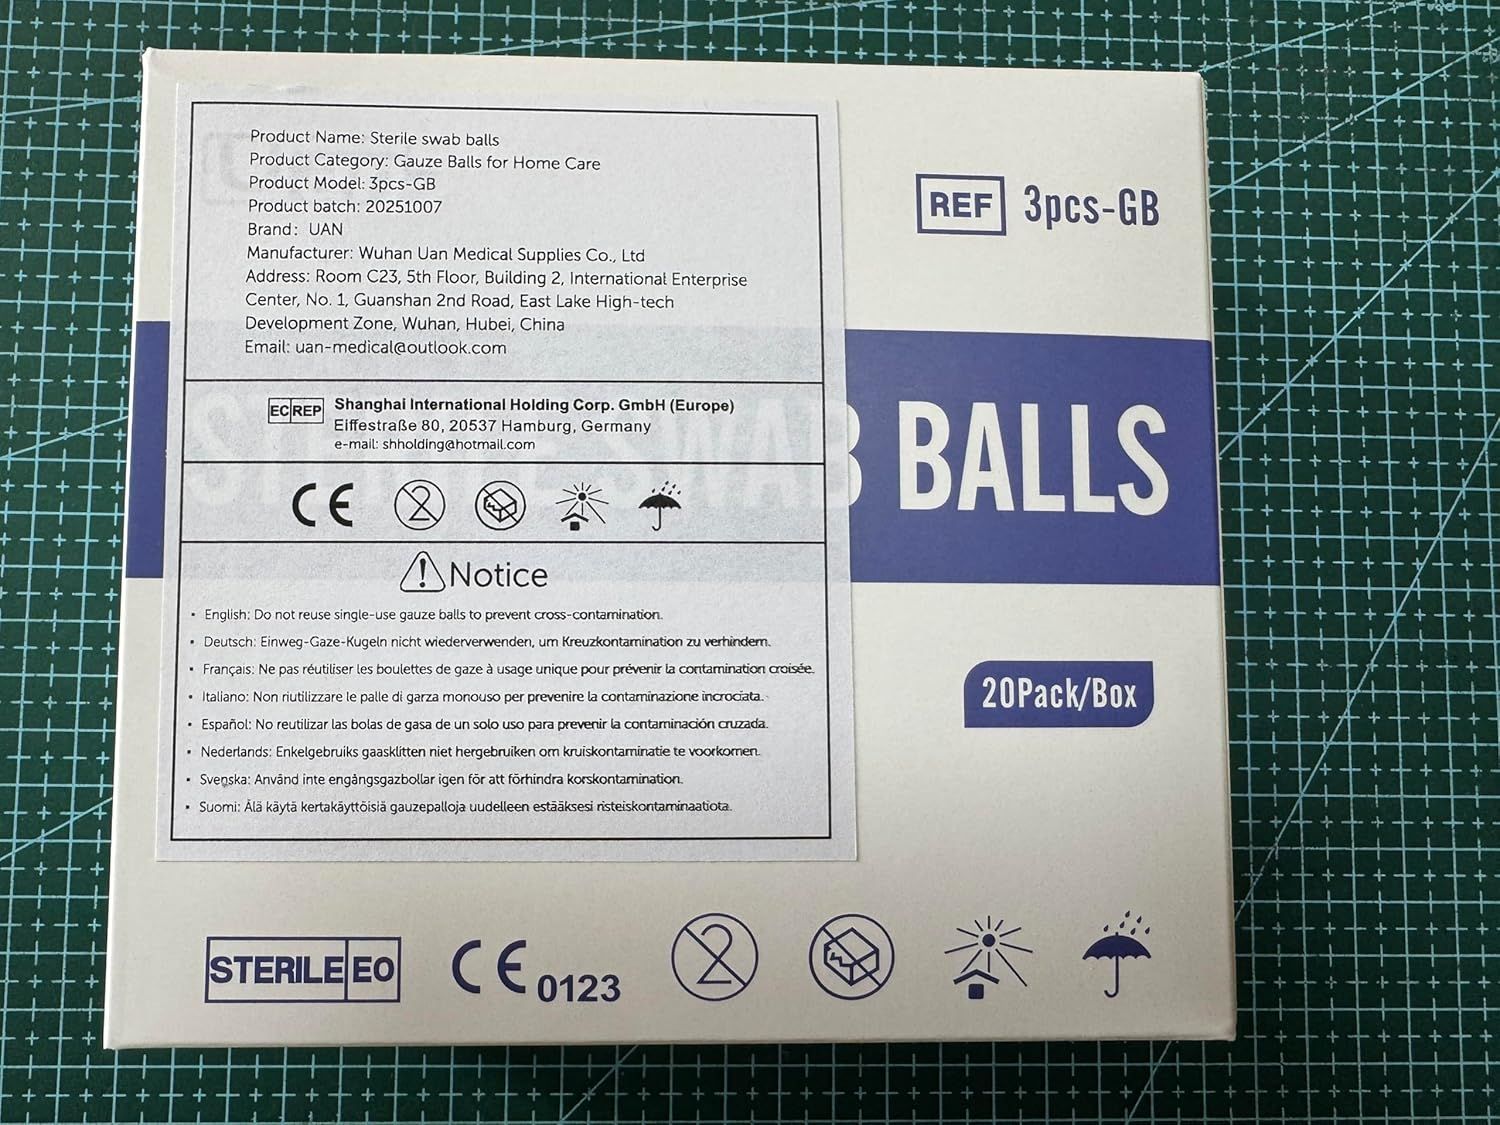 Product Name: Sterile swab balls
Product Category: Gauze Balls for Home Care
Product Model: 3pcs-GB
Product batch: 20251007
Brand: UAN
Manufacturer: Wuhan Uan Medical Supplies Co., Ltd
Address: Room C23, 5th Floor, Building 2, International Enterprise
Center, No. 1, Guanshan 2nd Road, East Lake High-tech
Development Zone, Wuhan, Hubei, China
Email: uan-medical@outlook.com
EC REP
Shanghai International Holding Corp. GmbH (Europe)
Eiffestraße 80, 20537 Hamburg, Germany
e-mail: shholding@hotmail.com
CE 2
Notice
• English: Do not reuse single-use gauze balls to prevent cross-contamination.
• Deutsch: Einweg-Gaze-Kugeln nicht wiederverwenden, um Kreuzkontamination zu verhindern.
• Français: Ne pas réutiliser les boulettes de gaze à usage unique pour prévenir la contamination croisée.
• Italiano: Non riutilizzare le palle di garza monouso per prevenire la contaminazione incrociata.
• Español: No reutilizar las bolas de gasa de un solo uso para prevenir la contaminación cruzada.
• Nederlands: Enkelgebruiks gaasklitten niet hergebruiken om kruiskontaminatie te voorkomen.
• Svenska: Använd inte engångsgazbollar igen för att förhindra korskontamination.
• Suomi: Älä käytä kertakäyttöisiä gauzepalloja uudelleen estääksesi risteiskontaminaatiota.
REF 3pcs-GB
STERILE SWAB BALLS
20Pack/Box
STERILE EO
CE 0123
2